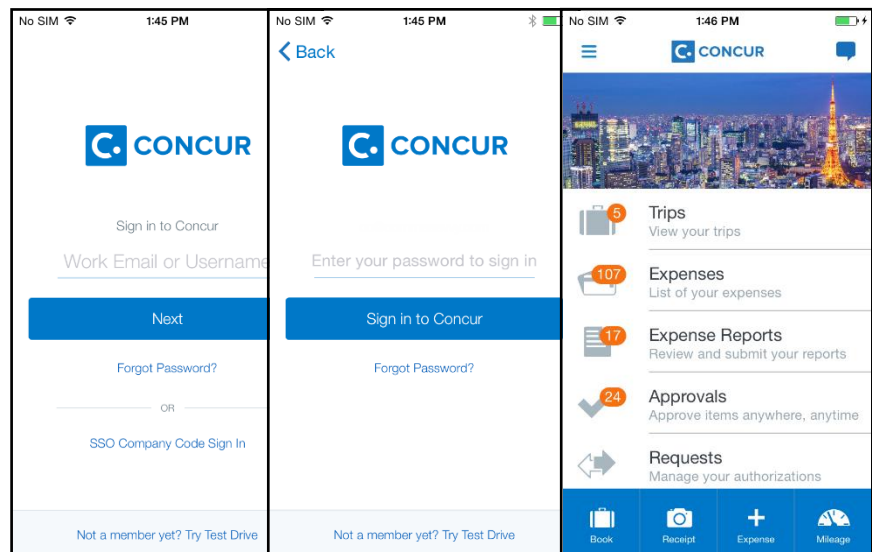 No SIM 1:45 PM
C. CONCUR
Sign in to Concur
Work Email or Username
Next
Forgot Password?
OR
SSO Company Code Sign In
Not a member yet? Try Test Drive
No SIM 1:45 PM
Back
C. CONCUR
Enter your password to sign in
Sign in to Concur
Forgot Password?
Not a member yet? Try Test Drive
No SIM 1:46 PM
C. CONCUR
5
Trips
View your trips
107
Expenses
List of your expenses
17
Expense Reports
Review and submit your reports
24
Approvals
Approve items anywhere, anytime
Requests
Manage your authorizations
Book Receipt Expense Mileage